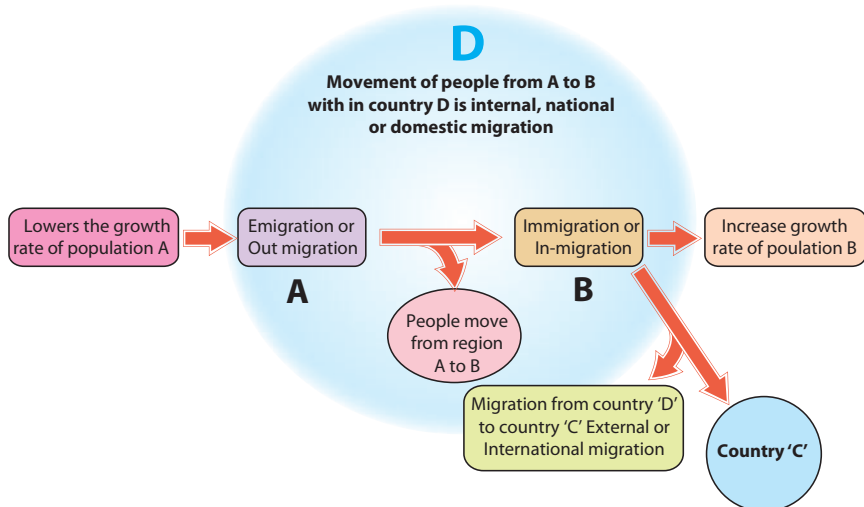 D
Movement of people from A to B
with in country D is internal, national
or domestic migration
Lowers the growth
rate of population A
Emigration or
Out migration
Immigration or
In-migration
Increase growth
rate of poulation B
A
B
People move
from region
A to B
Migration from country ‘D’
to country ‘C’ External or
International migration
Country ‘C’